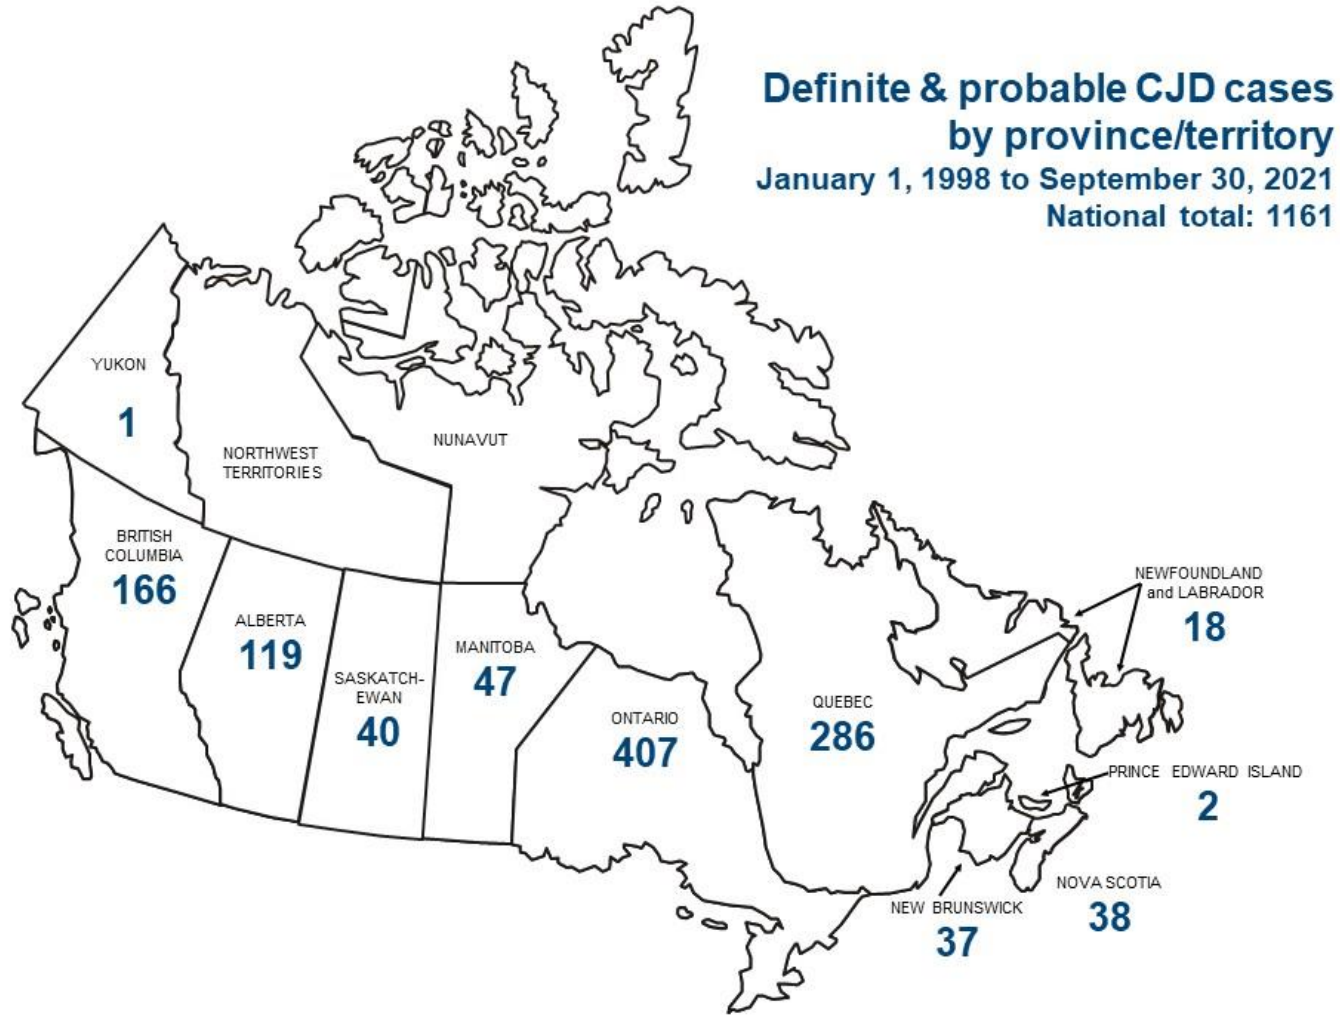 Definite & probable CJD cases
by province/territory
January 1, 1998 to September 30, 2021
National total: 1161
YUKON
1
NORTHWEST
TERRITORIES
NUNAVUT
BRITISH
COLUMBIA
166
ALBERTA
119
SASKATCH-
EWAN
40
MANITOBA
47
ONTARIO
407
QUEBEC
286
NEWFOUNDLAND
and LABRADOR
18
PRINCE EDWARD ISLAND
2
NOVA SCOTIA
38
NEW BRUNSWICK
37